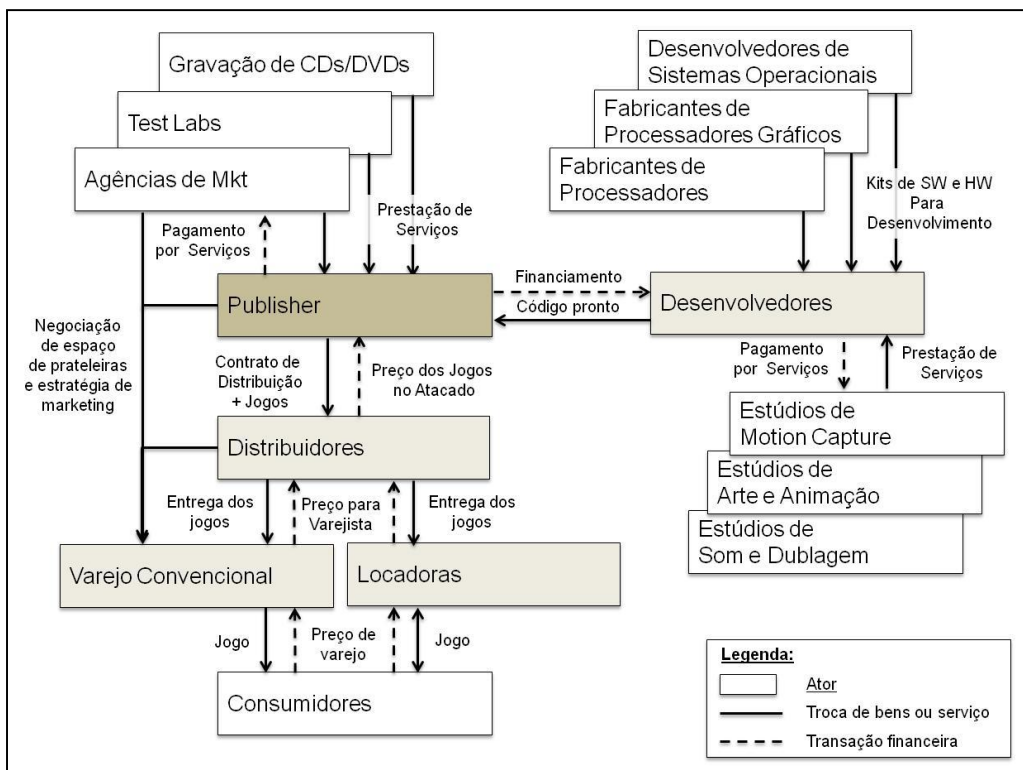 Gravação de CDs/DVDs
Test Labs
Agências de Mkt
Desenvolvedores de
Sistemas Operacionais
Fabricantes de
Processadores Gráficos
Fabricantes de
Processadores
Pagamento
por Serviços
Prestação de
Serviços
Kits de SW e HW
Para
Desenvolvimento
Publisher
Financiamento
Código pronto
Desenvolvedores
Negociação
de espaço
de prateleiras
e estratégia de
marketing
Contrato de
Distribuição
+ Jogos
Preço dos Jogos
no Atacado
Pagamento
por Serviços
Prestação de
Serviços
Distribuidores
Estúdios de
Motion Capture
Estúdios de
Arte e Animação
Estúdios de
Som e Dublagem
Entrega dos
jogos
Preço para
Varejista
Entrega dos
jogos
Varejo Convencional
Locadoras
Jogo
Preço de
varejo
Jogo
Consumidores
Legenda:
Ator
Troca de bens ou serviço
Transação financeira